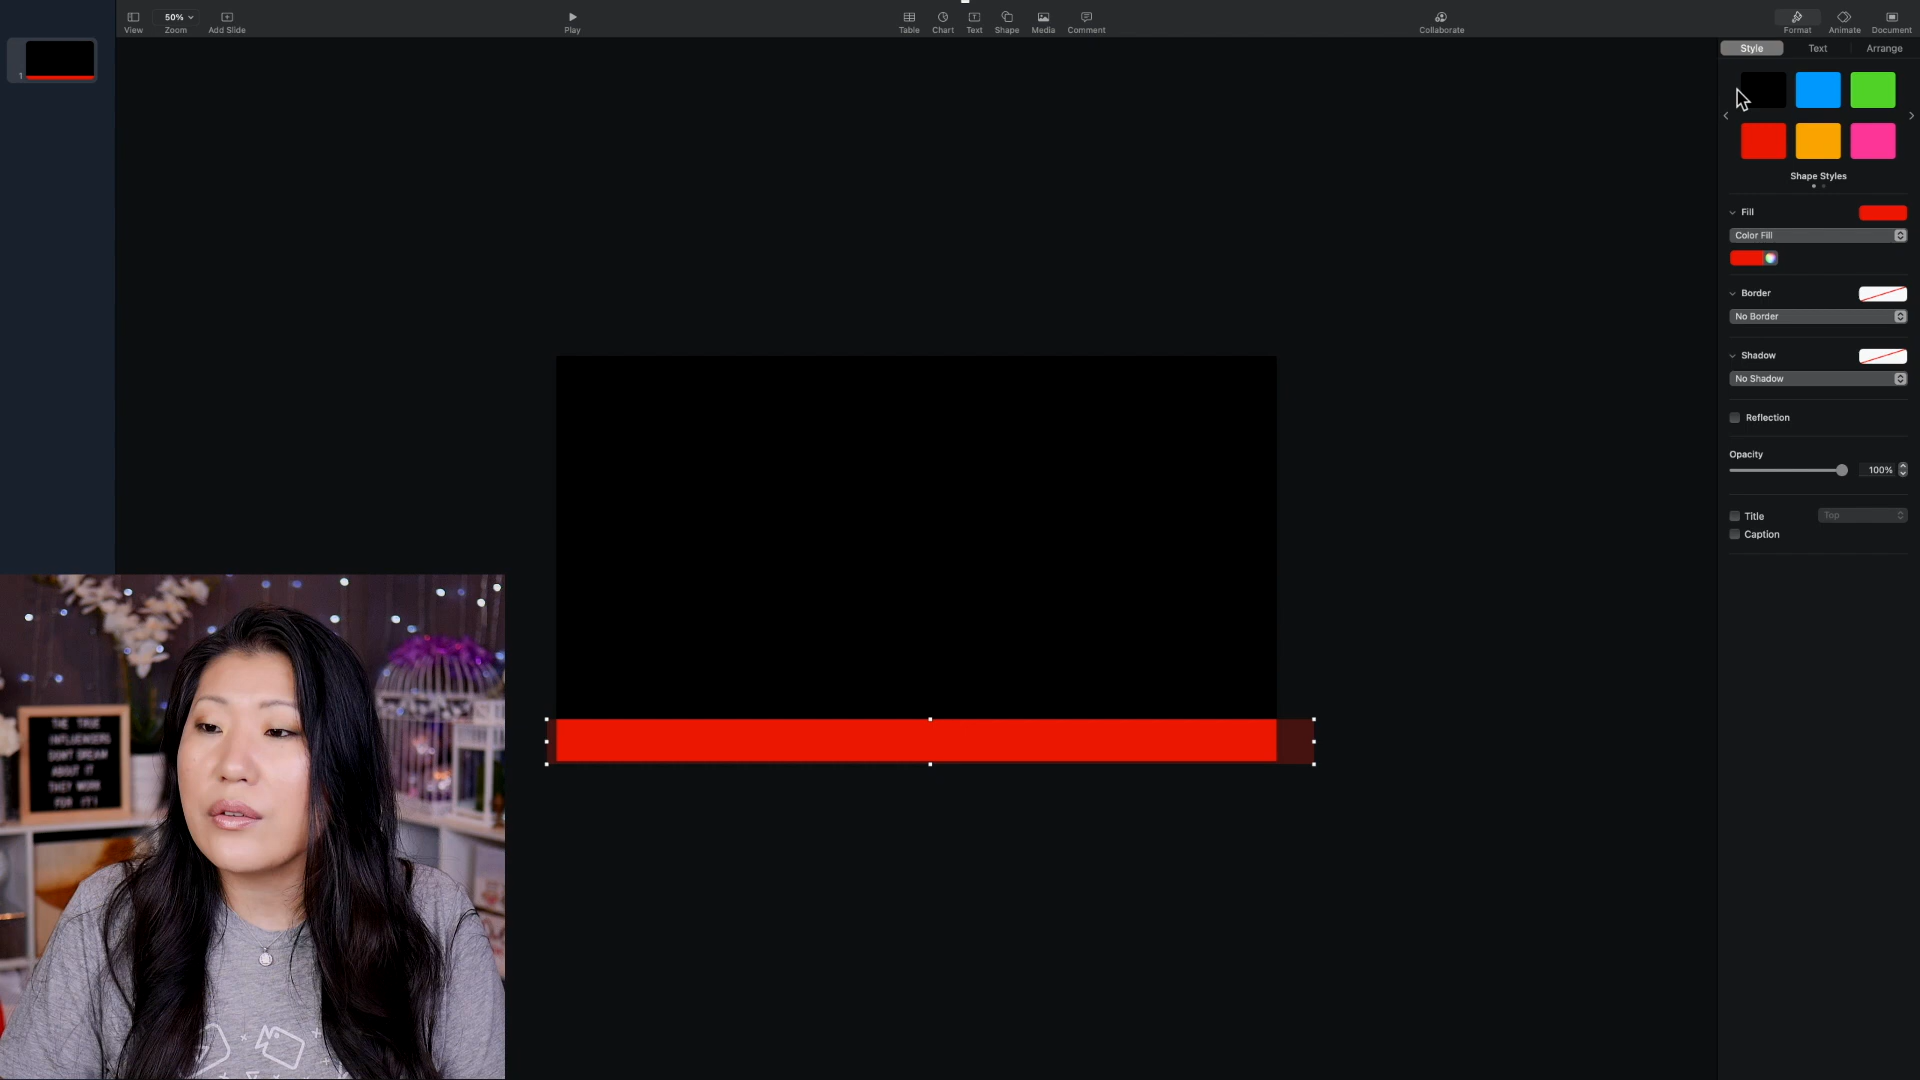 View
50%
Zoom
Add Slide
Play
Table
Chart
Text
Shape
Media
Comment
Collaborate
Format
Animate
Document
Style
Text
Arrange
1
Shape Styles
Fill
Color Fill
Border
No Border
Shadow
No Shadow
Reflection
Opacity
100%
Title
Top
Caption
THE TRUE
INFLUENCERS
DON'T DREAM
ABOUT IT
THEY WORK
FOR IT!